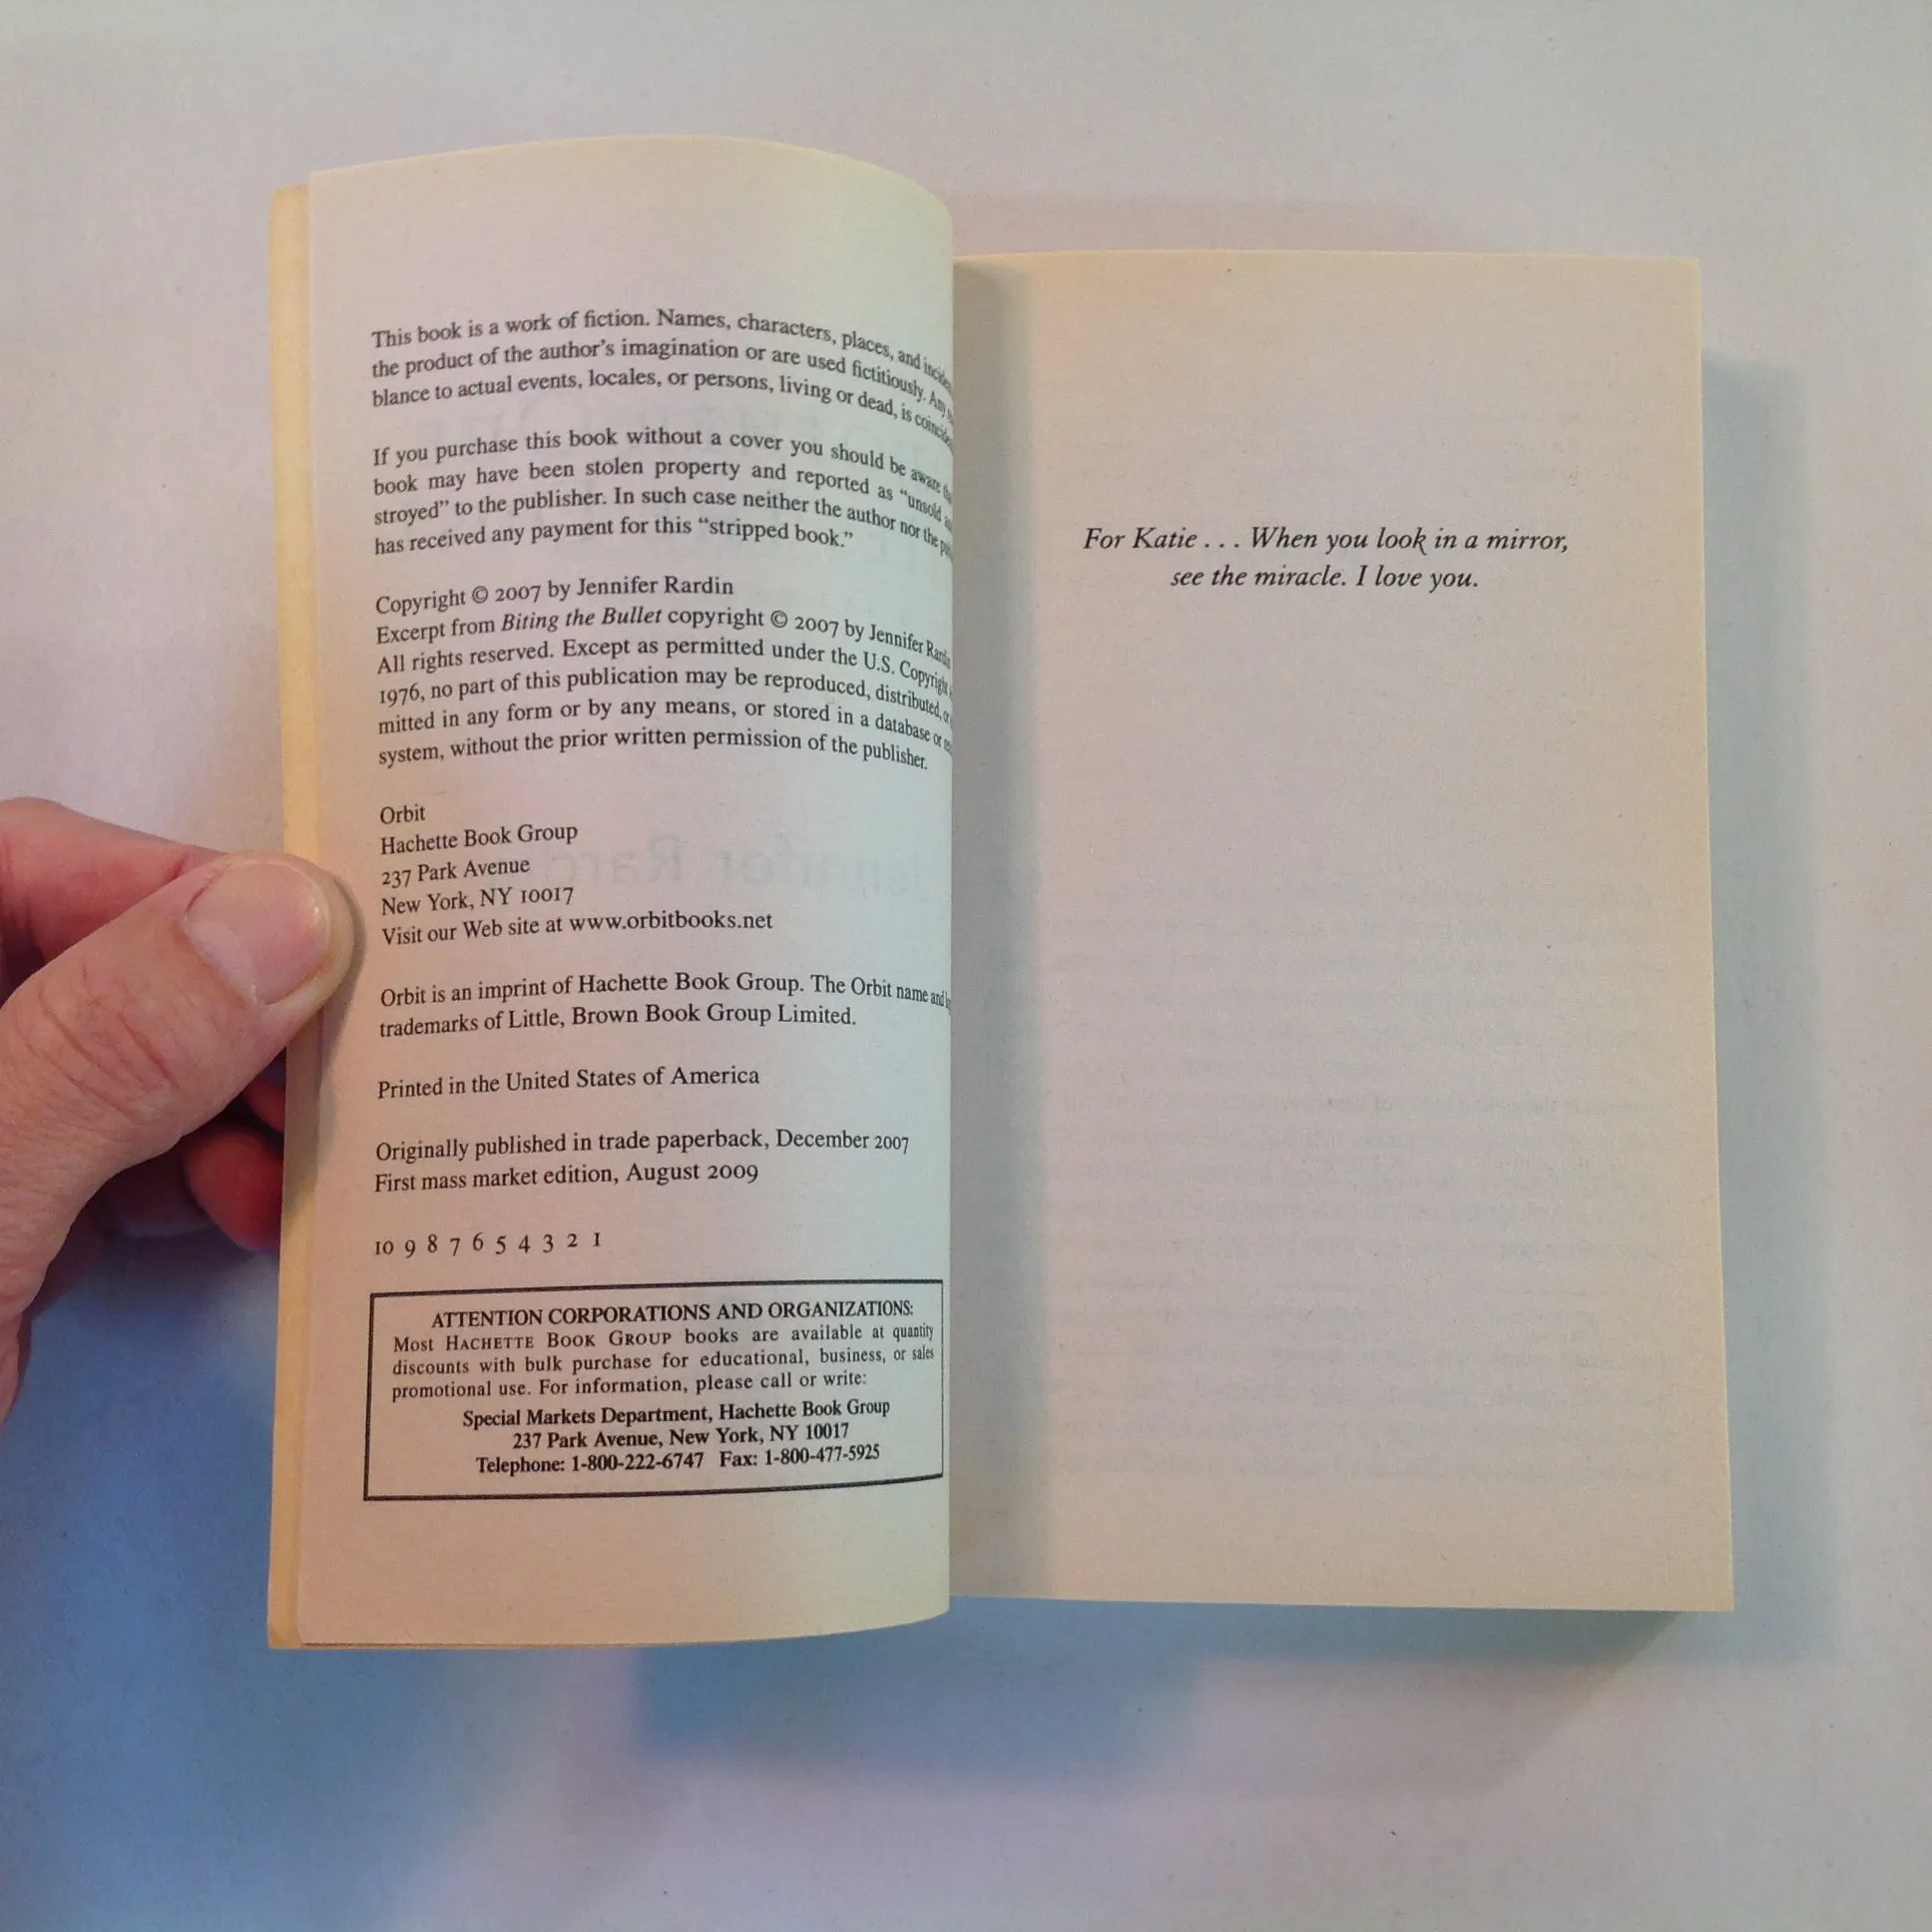 This book is a work of fiction. Names, characters, places, and
the product of the author's imagination or are used fictitiously. Any
blance to actual events, locales, or persons, living or dead, is
If you purchase this book without a cover you should be aware
book may have been stolen property and reported as “unsold
stroyed” to the publisher. In such case neither the author nor the
has received any payment for this “stripped book.”
Copyright © 2007 by Jennifer Rardin
Excerpt from Biting the Bullet copyright © 2007 by Jennifer
All rights reserved. Except as permitted under the U.S. Copyright
1976, no part of this publication may be reproduced, distributed, or
mitted in any form or by any means, or stored in a database or
system, without the prior written permission of the publisher.
Orbit
Hachette Book Group
237 Park Avenue
New York, NY 10017
Visit our Web site at www.orbitbooks.net
Orbit is an imprint of Hachette Book Group. The Orbit name and
trademarks of Little, Brown Book Group Limited.
Printed in the United States of America
Originally published in trade paperback, December 2007
First mass market edition, August 2009
10 9 8 7 6 5 4 3 2 1
ATTENTION CORPORATIONS AND ORGANIZATIONS:
Most HACHETTE BOOK GROUP books are available at quantity
discounts with bulk purchase for educational, business, or sales
promotional use. For information, please call or write:
Special Markets Department, Hachette Book Group
237 Park Avenue, New York, NY 10017
Telephone: 1-800-222-6747 Fax: 1-800-477-5925
For Katie . . . When you look in a mirror,
see the miracle. I love you.